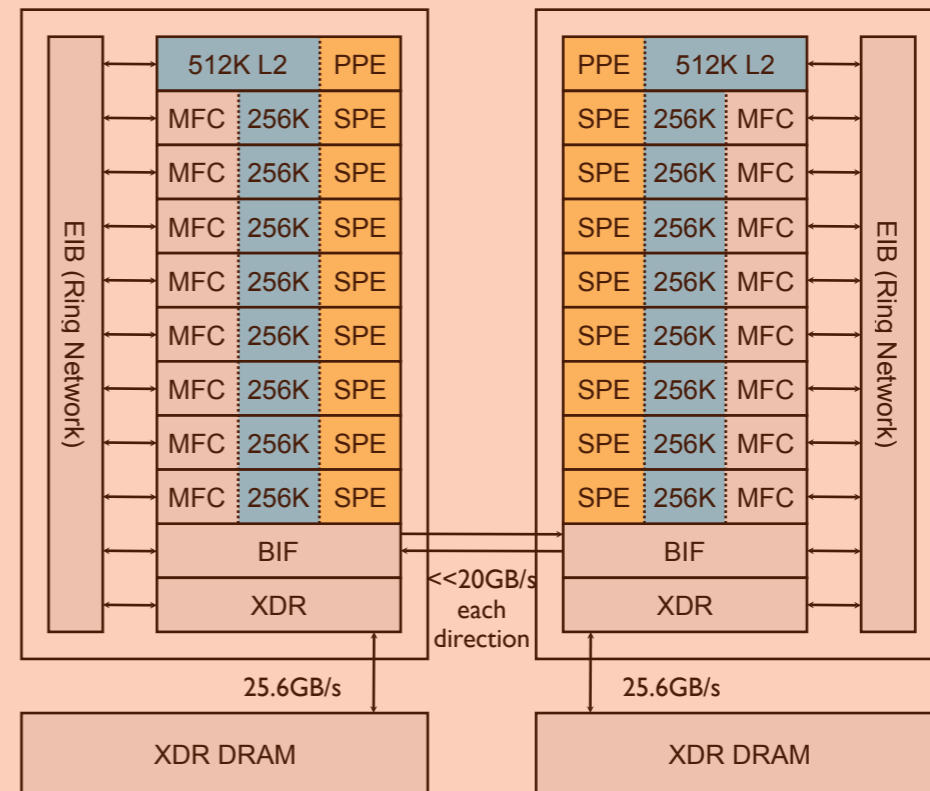 EIB (Ring Network)
512K L2 PPE
MFC 256K SPE
MFC 256K SPE
MFC 256K SPE
MFC 256K SPE
MFC 256K SPE
MFC 256K SPE
MFC 256K SPE
MFC 256K SPE
BIF
XDR
<<20GB/s
each
direction
PPE 512K L2
SPE 256K MFC
SPE 256K MFC
SPE 256K MFC
SPE 256K MFC
SPE 256K MFC
SPE 256K MFC
SPE 256K MFC
SPE 256K MFC
BIF
XDR
EIB (Ring Network)
25.6GB/s
25.6GB/s
XDR DRAM
XDR DRAM